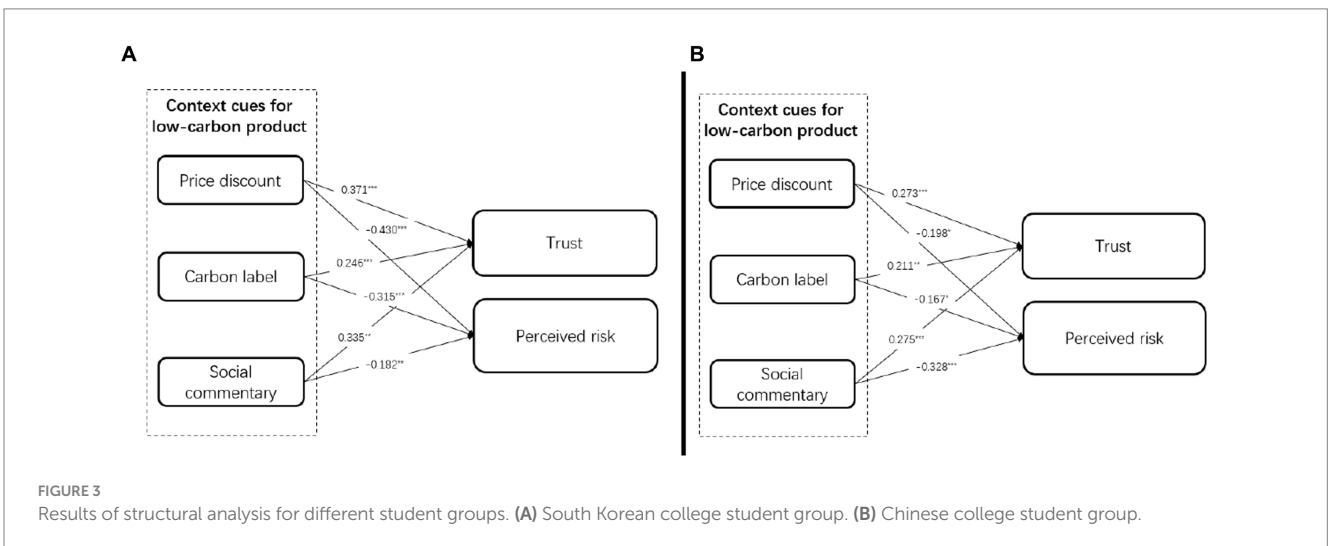 A
Context cues for
low-carbon product
Price discount
Carbon label
Social
commentary
0.371***
-0.430***
0.246***
-0.315***
0.335**
-0.182**
Trust
Perceived risk
B
Context cues for
low-carbon product
Price discount
Carbon label
Social
commentary
0.273***
-0.198*
0.211**
-0.167*
0.275***
-0.328***
Trust
Perceived risk
FIGURE 3
Results of structural analysis for different student groups. (A) South Korean college student group. (B) Chinese college student group.